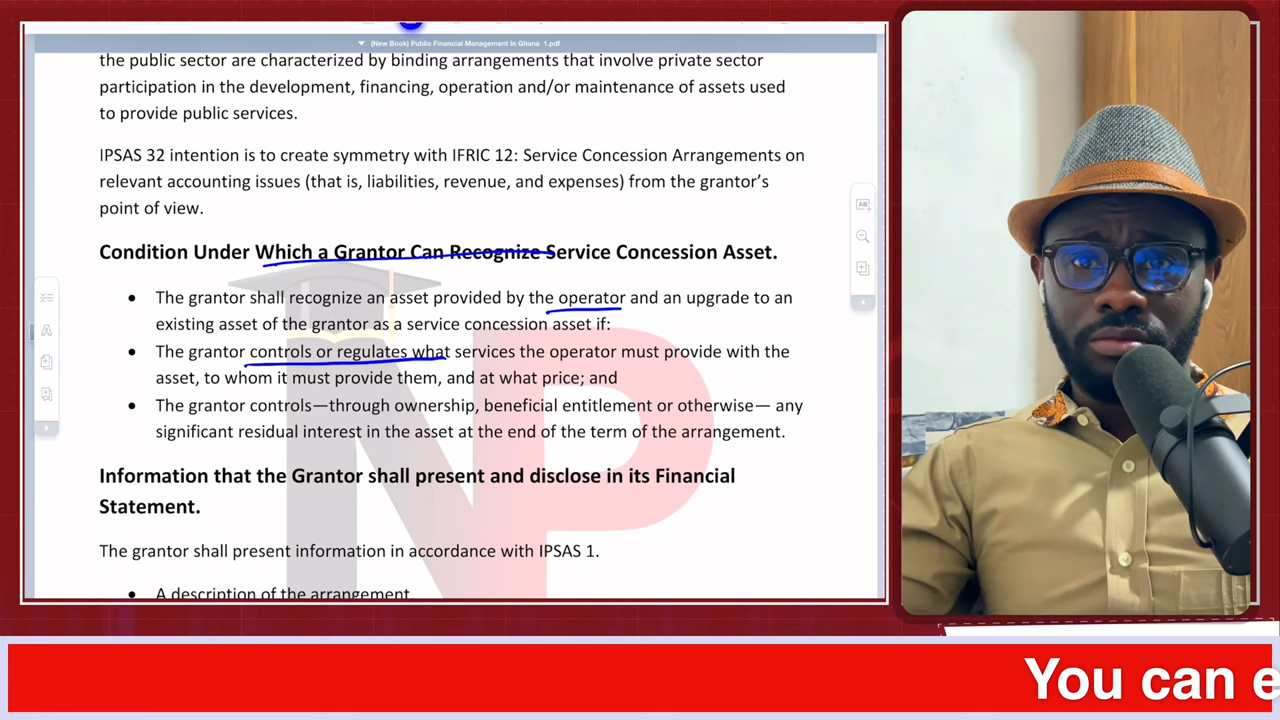 (New Book) Public Financial Management In Ghana 1.pdf
the public sector are characterized by binding arrangements that involve private sector
participation in the development, financing, operation and/or maintenance of assets used
to provide public services.
IPSAS 32 intention is to create symmetry with IFRIC 12: Service Concession Arrangements on
relevant accounting issues (that is, liabilities, revenue, and expenses) from the grantor’s
point of view.
Condition Under Which a Grantor Can Recognize Service Concession Asset.
• The grantor shall recognize an asset provided by the operator and an upgrade to an
existing asset of the grantor as a service concession asset if:
• The grantor controls or regulates what services the operator must provide with the
asset, to whom it must provide them, and at what price; and
• The grantor controls—through ownership, beneficial entitlement or otherwise— any
significant residual interest in the asset at the end of the term of the arrangement.
Information that the Grantor shall present and disclose in its Financial
Statement.
The grantor shall present information in accordance with IPSAS 1.
• A description of the arrangement
NP
You can e